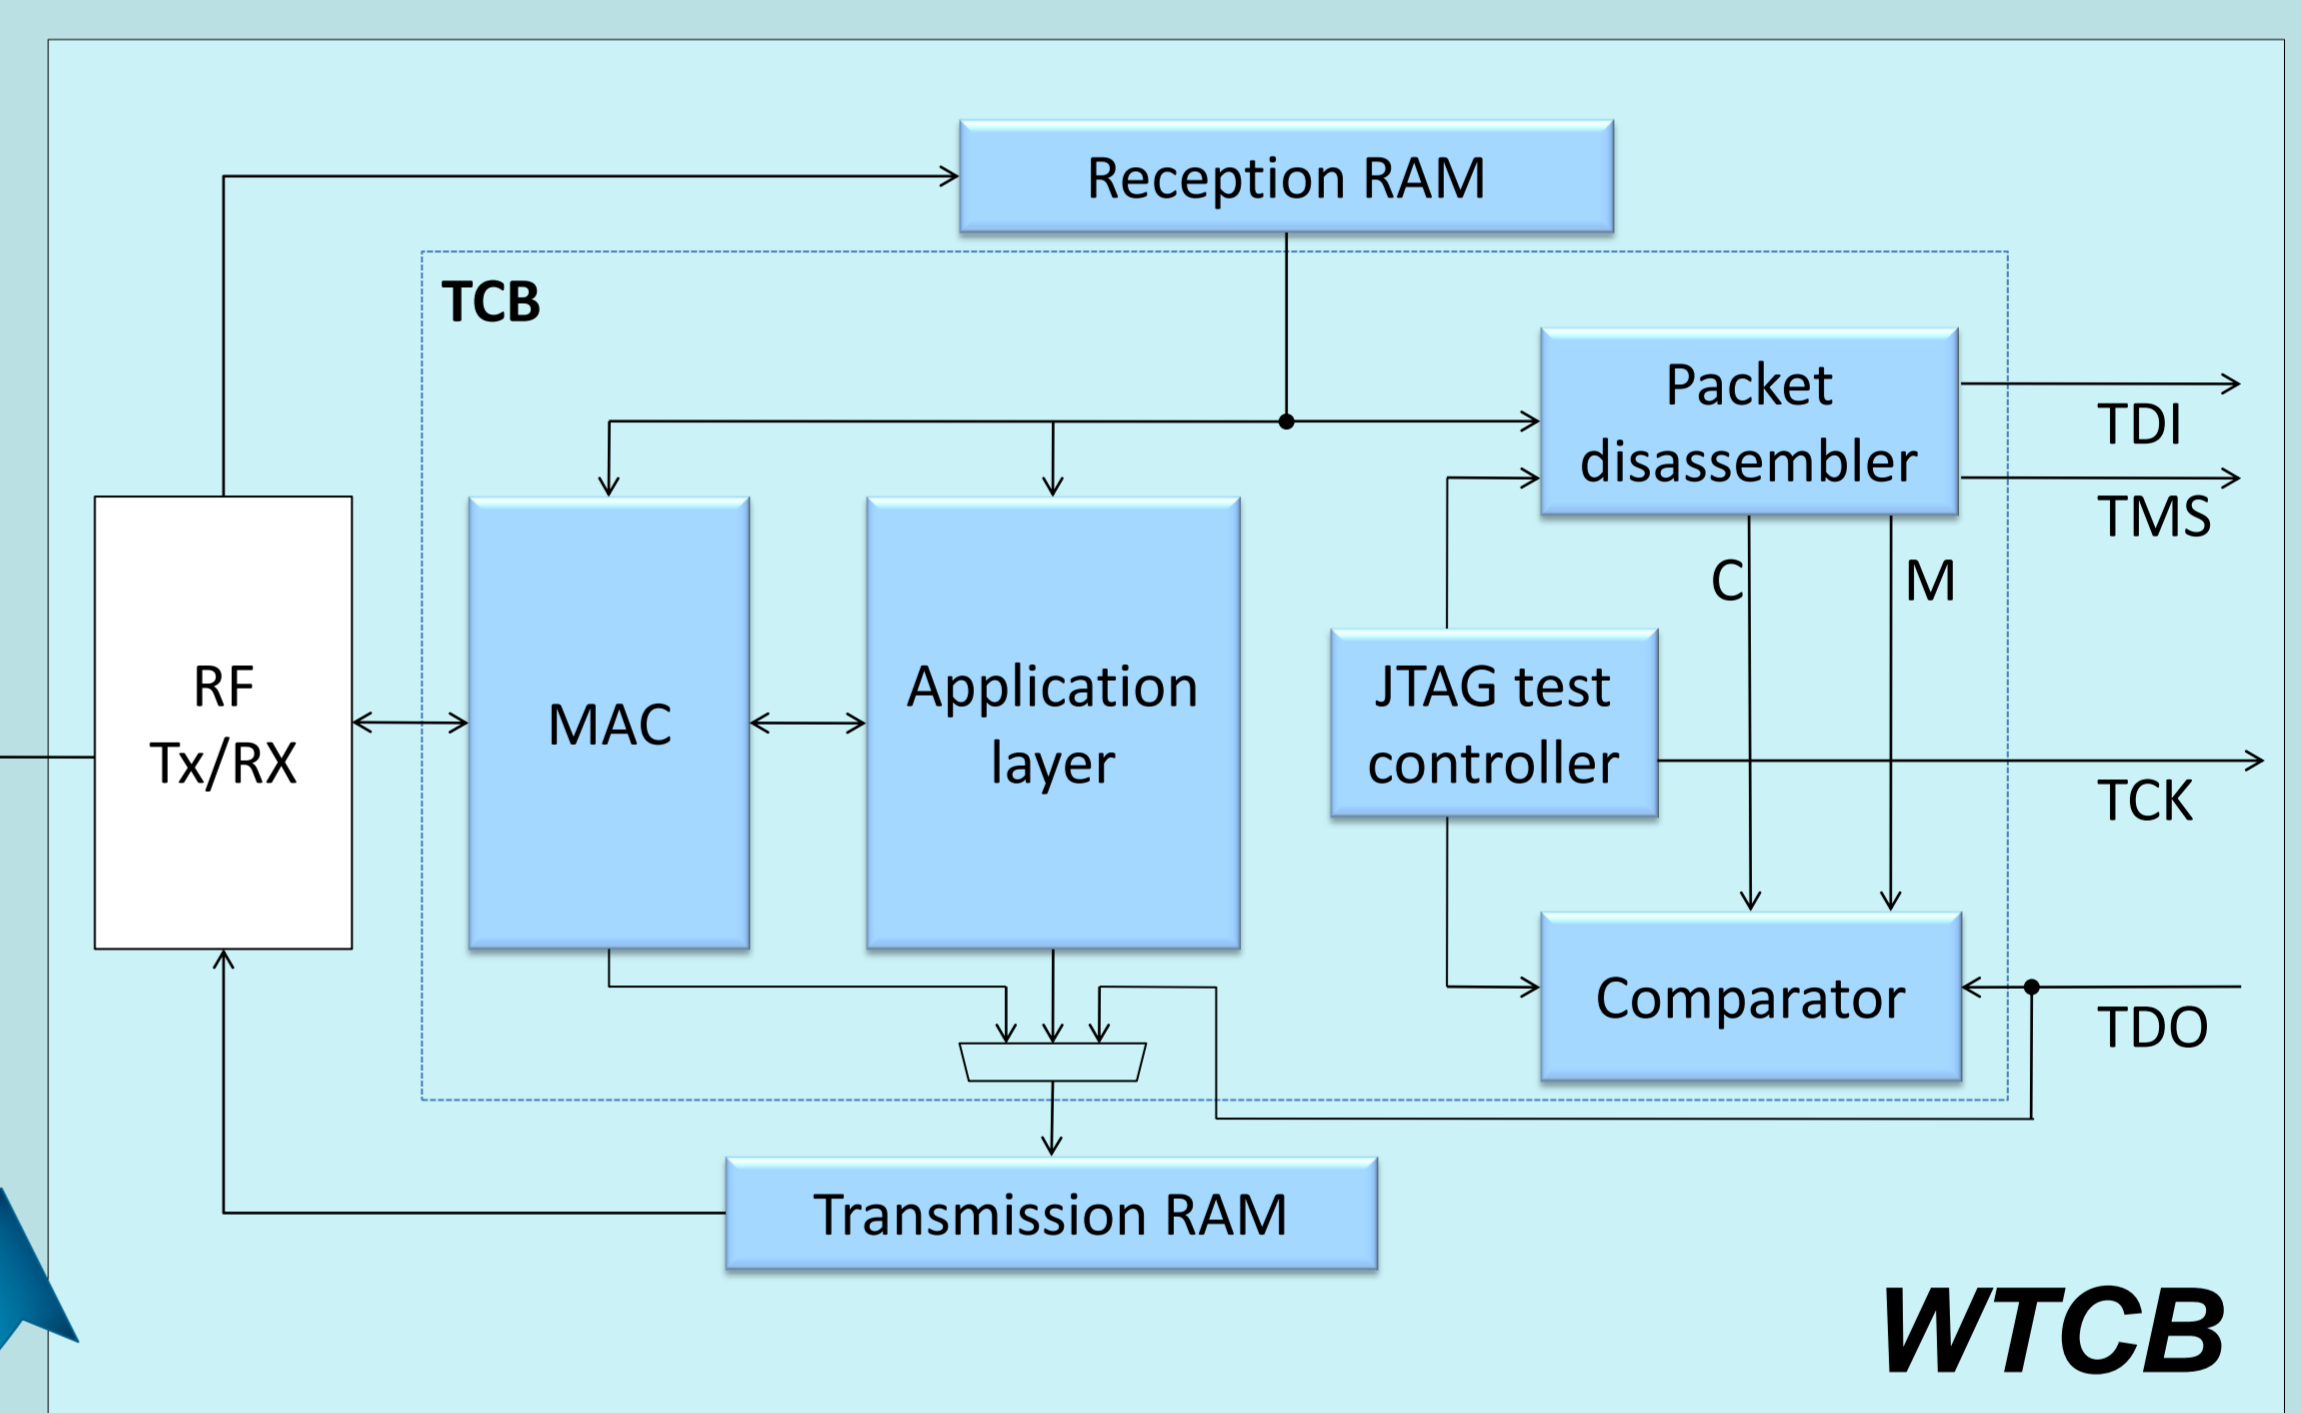 Reception RAM
TCB
Packet
disassembler
TDI
TMS
C
M
RF
Tx/RX
MAC
Application
layer
JTAG test
controller
TCK
Comparator
TDO
Transmission RAM
WTCB